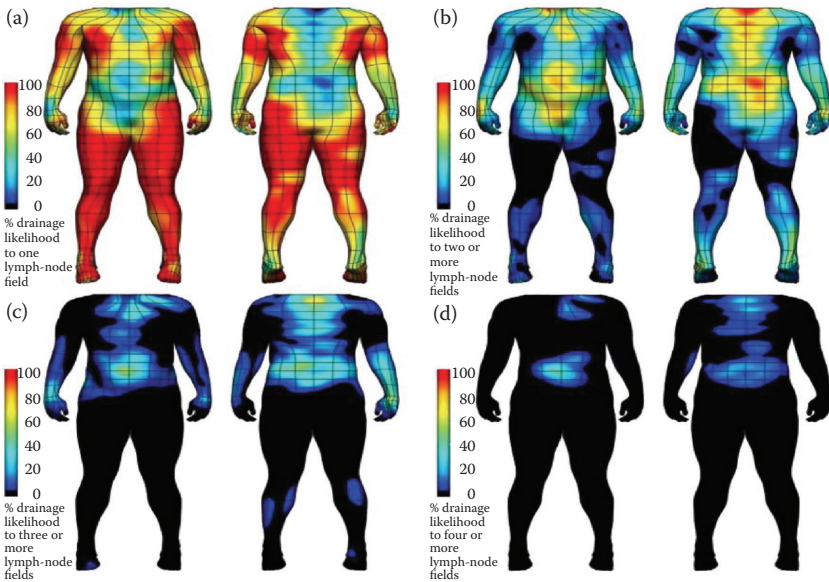 (a)
100
80
60
40
20
0
% drainage
likelihood
to one
lymph-node
field
(b)
100
80
60
40
20
0
% drainage
likelihood
to two or
more
lymph-node
fields
(c)
100
80
60
40
20
0
% drainage
likelihood
to three or
more
lymph-node
fields
(d)
100
80
60
40
20
0
% drainage
likelihood
to four or
more
lymph-node
fields